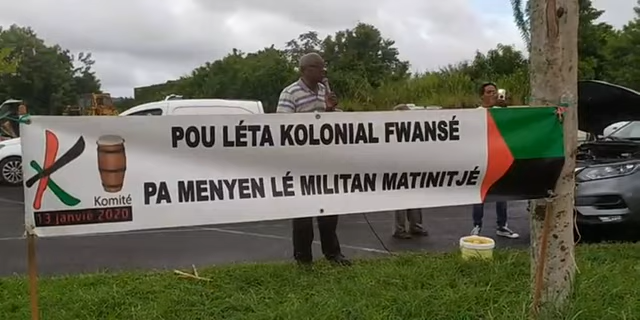 POU LÉTA KOLONIAL FWANSÉ
PA MENYEN LÉ MILITAN MATINITJÉ
Komité
13 janvié 2020